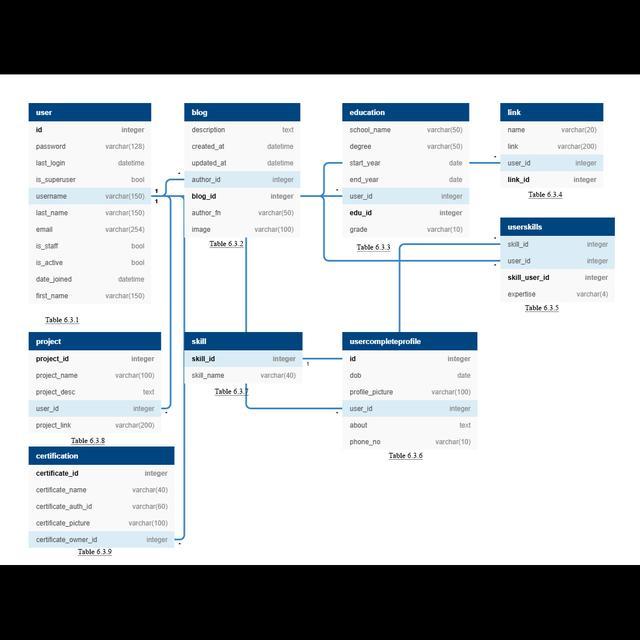 user
id integer
password varchar(128)
last_login datetime
is_superuser bool
username varchar(150)
last_name varchar(150)
email varchar(254)
is_staff bool
is_active bool
date_joined datetime
first_name varchar(150)
Table 6.3.1
blog
description text
created_at datetime
updated_at datetime
author_id integer
blog_id integer
author_fn varchar(50)
image varchar(100)
Table 6.3.2
education
school_name varchar(50)
degree varchar(50)
start_year date
end_year date
user_id integer
edu_id integer
grade varchar(10)
Table 6.3.3
link
name varchar(20)
link varchar(200)
user_id integer
link_id integer
Table 6.3.4
userskills
skill_id integer
user_id integer
skill_user_id integer
expertise varchar(4)
Table 6.3.5
project
project_id integer
project_name varchar(100)
project_desc text
user_id integer
project_link varchar(200)
Table 6.3.8
skill
skill_id integer
skill_name varchar(40)
Table 6.3.7
usercompleteprofile
id integer
dob date
profile_picture varchar(100)
user_id integer
about text
phone_no varchar(10)
Table 6.3.6
certification
certificate_id integer
certificate_name varchar(40)
certificate_auth_id varchar(60)
certificate_picture varchar(100)
certificate_owner_id integer
Table 6.3.9
1
1
1